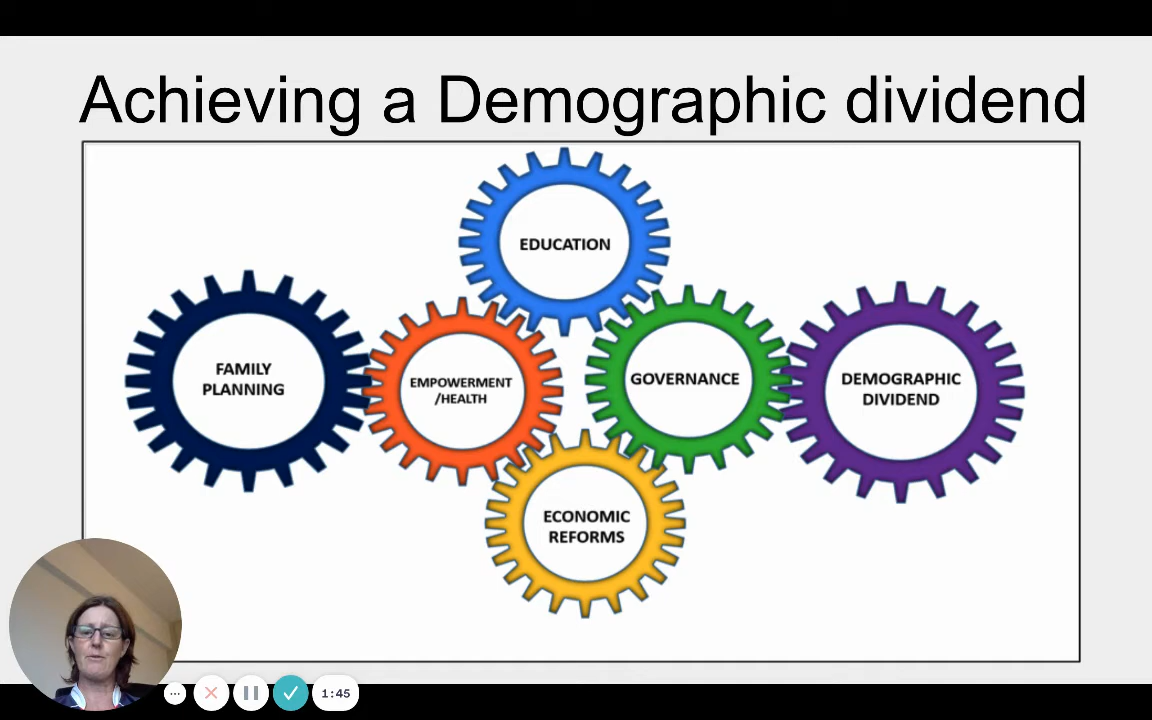 Achieving a Demographic dividend
EDUCATION
FAMILY
PLANNING
EMPOWERMENT
/HEALTH
GOVERNANCE
DEMOGRAPHIC
DIVIDEND
ECONOMIC
REFORMS
1:45